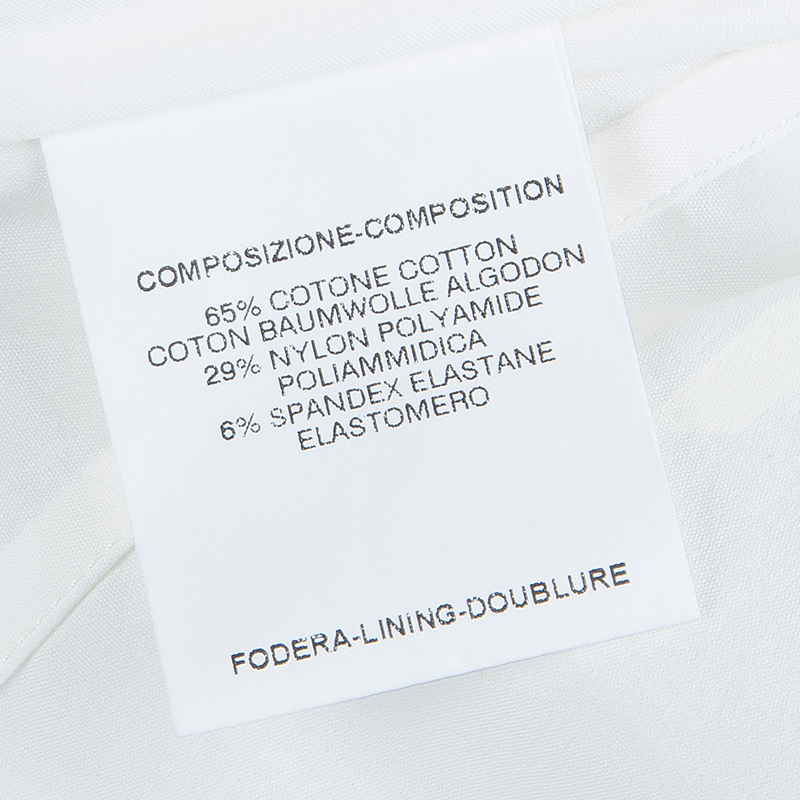 COMPOSIZIONE-COMPOSITION
65% COTONE COTTON
COTON BAUMWOLLE ALGODON
29% NYLON POLYAMIDE
POLIAMMIDICA
6% SPANDEX ELASTANE
ELASTOMERO
FODERA-LINING-DOUBLURE